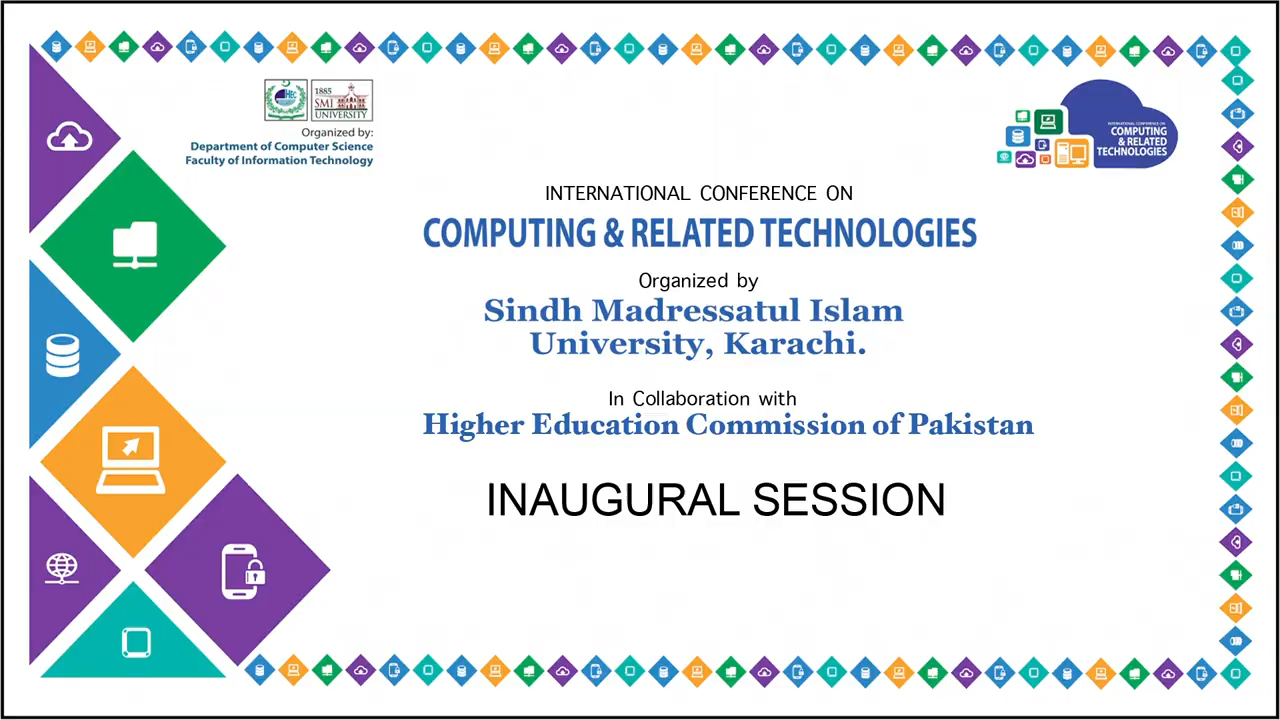 HEC
1885
SMI
UNIVERSITY
Organized by:
Department of Computer Science
Faculty of Information Technology
INTERNATIONAL CONFERENCE ON
COMPUTING
& RELATED
TECHNOLOGIES
INTERNATIONAL CONFERENCE ON
COMPUTING & RELATED TECHNOLOGIES
Organized by
Sindh Madressatul Islam
University, Karachi.
In Collaboration with
Higher Education Commission of Pakistan
INAUGURAL SESSION